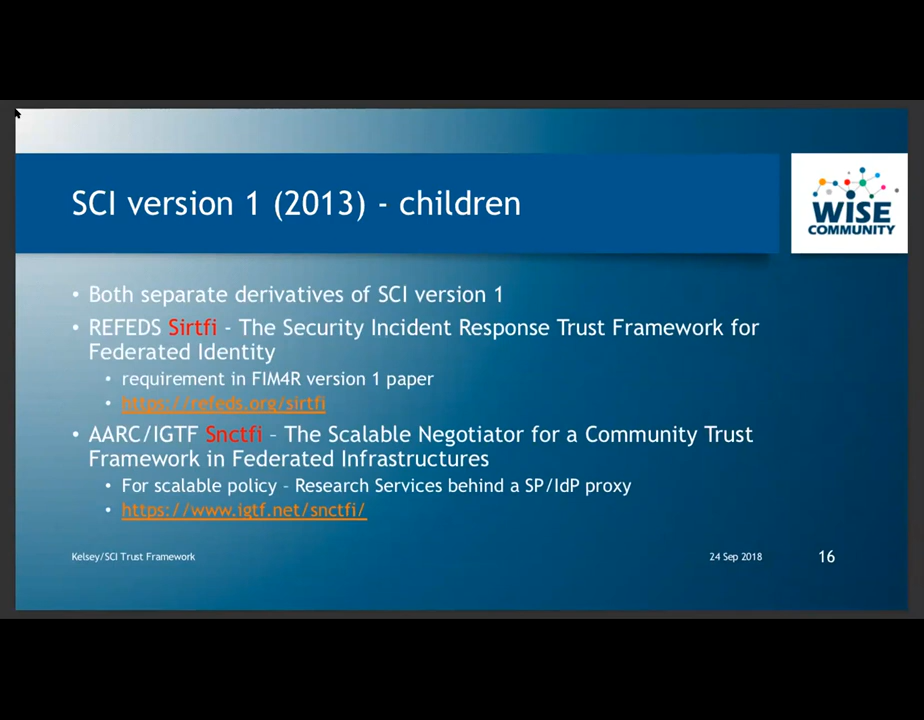 SCI version 1 (2013) - children
WISE
COMMUNITY
• Both separate derivatives of SCI version 1
• REFEDS Sirtfi - The Security Incident Response Trust Framework for
Federated Identity
• requirement in FIM4R version 1 paper
• https://refeds.org/sirtfi
• AARC/IGTF Snctfi – The Scalable Negotiator for a Community Trust
Framework in Federated Infrastructures
• For scalable policy – Research Services behind a SP/IdP proxy
• https://www.igtf.net/snctfi/
Kelsey/SCI Trust Framework
24 Sep 2018
16